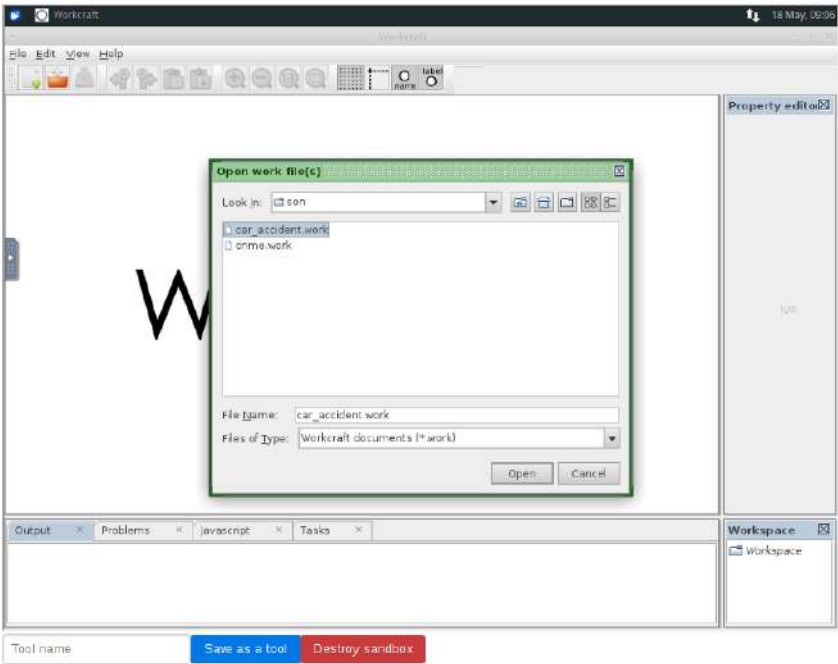 Workcraft 18 May, 09:06
Workcraft
File Edit View Help
name label
Property editor
Open work file(s)
Look in: son
car_accident.work
crime.work
W
N/A
File Name: car_accident.work
Files of Type: Workcraft documents (*.work)
Open Cancel
Output Problems Javascript Tasks
Workspace
Workspace
Tool name Save as a tool Destroy sandbox